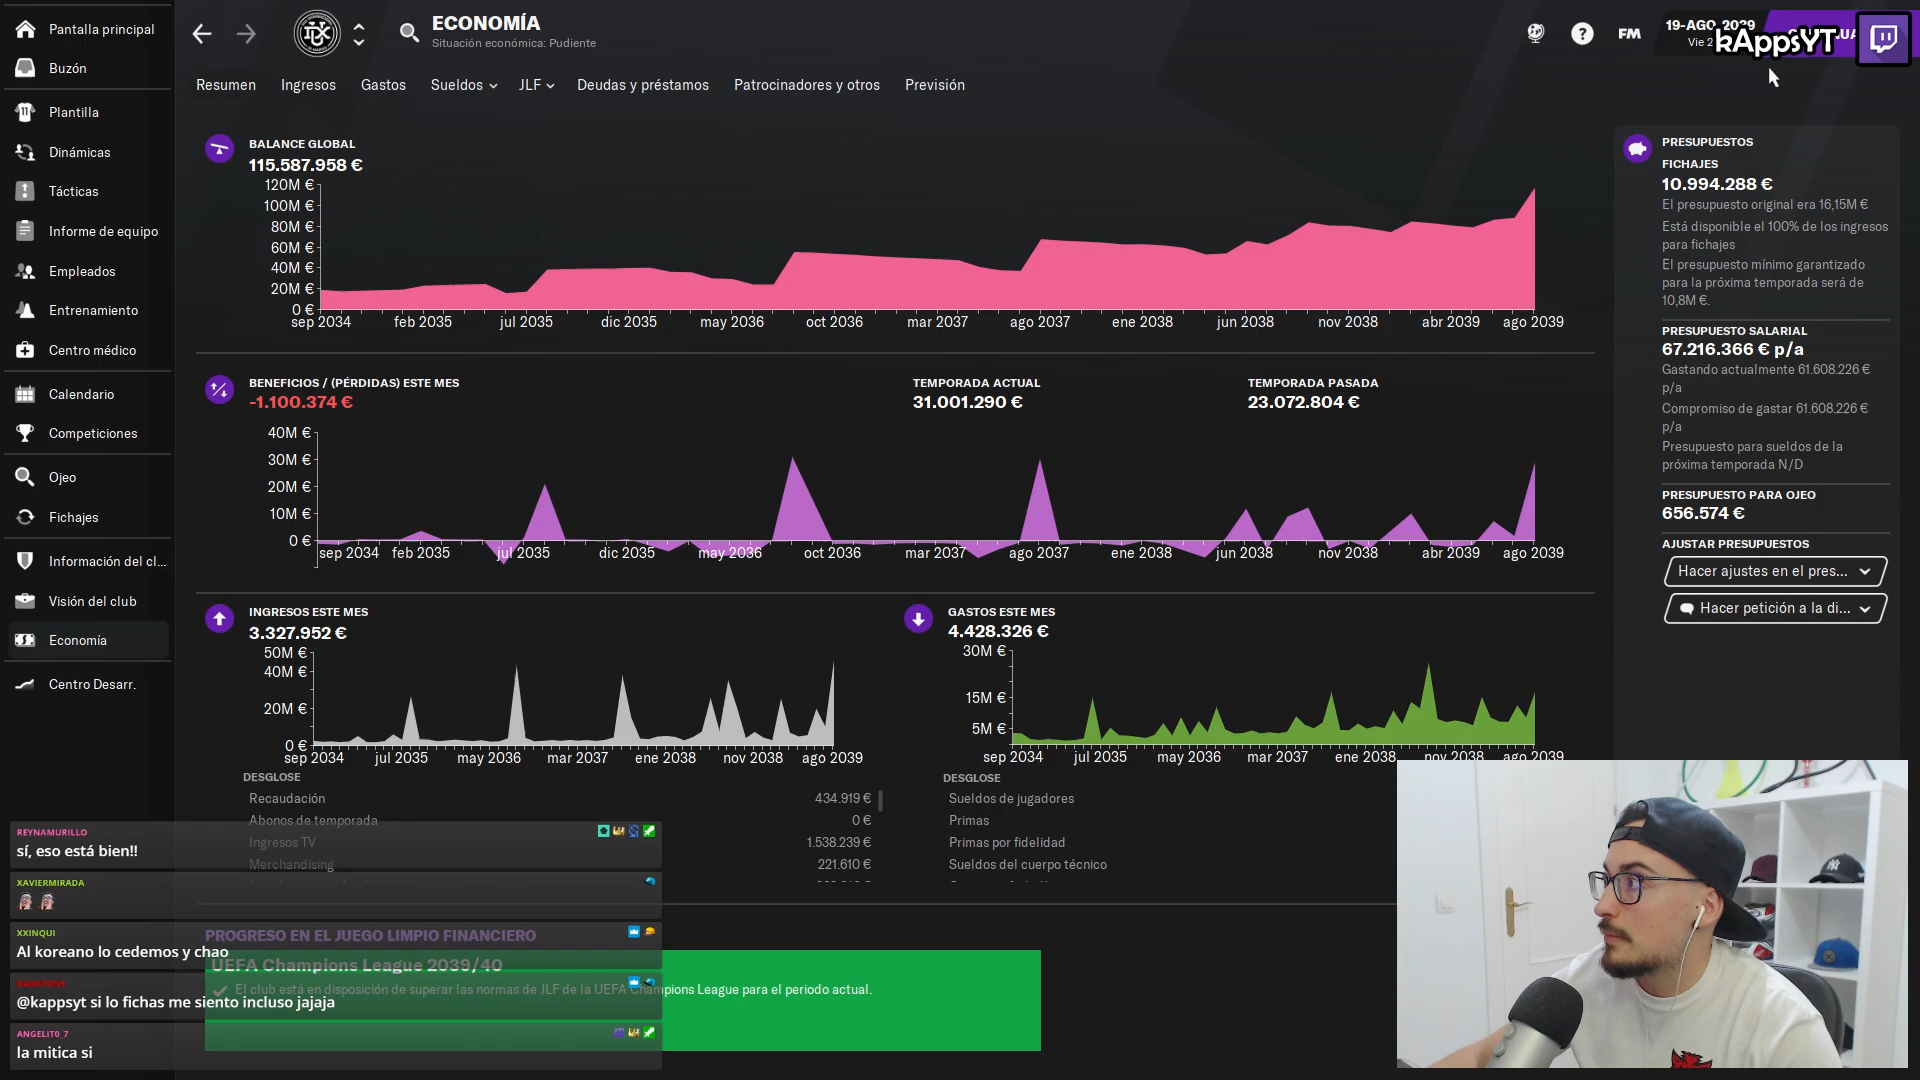 Pantalla principal
Buzón
Plantilla
Dinámicas
Tácticas
Informe de equipo
Empleados
Entrenamiento
Centro médico
Calendario
Competiciones
Ojeo
Fichajes
Información del cl...
Visión del club
Economía
Centro Desarr.
ECONOMÍA
Situación económica: Pudiente
FM
19-AGO. 2039
Vie
kAppsYT
Resumen
Ingresos
Gastos
Sueldos
JLF
Deudas y préstamos
Patrocinadores y otros
Previsión
BALANCE GLOBAL
115.587.958 €
120M €
100M €
80M €
60M €
40M €
20M €
0 €
sep 2034
feb 2035
jul 2035
dic 2035
may 2036
oct 2036
mar 2037
ago 2037
ene 2038
jun 2038
nov 2038
abr 2039
ago 2039
BENEFICIOS / (PÉRDIDAS) ESTE MES
-1.100.374 €
TEMPORADA ACTUAL
31.001.290 €
TEMPORADA PASADA
23.072.804 €
40M €
30M €
20M €
10M €
0 €
sep 2034
feb 2035
jul 2035
dic 2035
may 2036
oct 2036
mar 2037
ago 2037
ene 2038
jun 2038
nov 2038
abr 2039
ago 2039
INGRESOS ESTE MES
3.327.952 €
50M €
40M €
20M €
0 €
sep 2034
jul 2035
may 2036
mar 2037
ene 2038
nov 2038
ago 2039
DESGLOSE
Recaudación 434.919 €
Abonos de temporada 0 €
Ingresos TV 1.538.239 €
Merchandising 221.610 €
GASTOS ESTE MES
4.428.326 €
30M €
15M €
5M €
sep 2034
jul 2035
may 2036
mar 2037
ene 2038
nov 2038
ago 2039
DESGLOSE
Sueldos de jugadores
Primas
Primas por fidelidad
Sueldos del cuerpo técnico
PRESUPUESTOS
FICHAJES
10.994.288 €
El presupuesto original era 16,15M €
Está disponible el 100% de los ingresos
para fichajes
El presupuesto mínimo garantizado
para la próxima temporada será de
10,8M €.
PRESUPUESTO SALARIAL
67.216.366 € p/a
Gastando actualmente 61.608.226 €
p/a
Compromiso de gastar 61.608.226 €
p/a
Presupuesto para sueldos de la
próxima temporada N/D
PRESUPUESTO PARA OJEO
656.574 €
AJUSTAR PRESUPUESTOS
Hacer ajustes en el pres...
Hacer petición a la di...
PROGRESO EN EL JUEGO LIMPIO FINANCIERO
UEFA Champions League 2039/40
El club está en disposición de superar las normas de JLF de la UEFA Champions League para el periodo actual.
REYNAMURILLO
sí, eso está bien!!
XAVIERMIRADA
XXINQUI
Al koreano lo cedemos y chao
@kappsyt si lo fichas me siento incluso jajaja
ANGELIT0_7
la mitica si